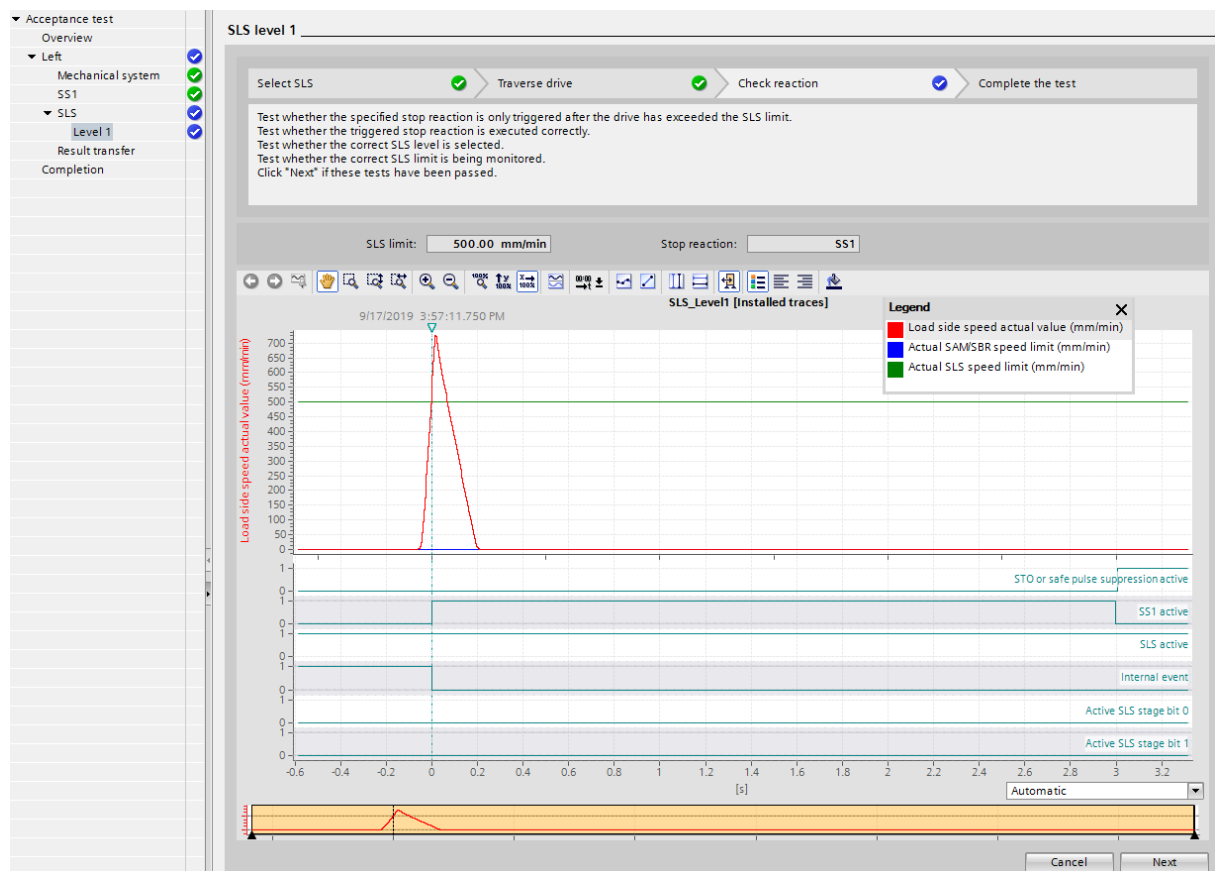 Acceptance test
Overview
Left
Mechanical system
SS1
SLS
Level 1
Result transfer
Completion
SLS level 1
Select SLS
Traverse drive
Check reaction
Complete the test
Test whether the specified stop reaction is only triggered after the drive has exceeded the SLS limit.
Test whether the triggered stop reaction is executed correctly.
Test whether the correct SLS level is selected.
Test whether the correct SLS limit is being monitored.
Click "Next" if these tests have been passed.
SLS limit: 500.00 mm/min Stop reaction: SS1
SLS_Level1 [Installed traces]
9/17/2019 3:57:11.750 PM
Legend
Load side speed actual value (mm/min)
Actual SAM/SBR speed limit (mm/min)
Actual SLS speed limit (mm/min)
Load side speed actual value (mm/min)
700
650
600
550
500
450
400
350
300
250
200
150
100
50
0
1
0
STO or safe pulse suppression active
1
0
SS1 active
1
0
SLS active
1
0
Internal event
1
0
Active SLS stage bit 0
1
0
Active SLS stage bit 1
-0.6 -0.4 -0.2 0 0.2 0.4 0.6 0.8 1 1.2 1.4 1.6 1.8 2 2.2 2.4 2.6 2.8 3 3.2
[s]
Automatic
Cancel
Next